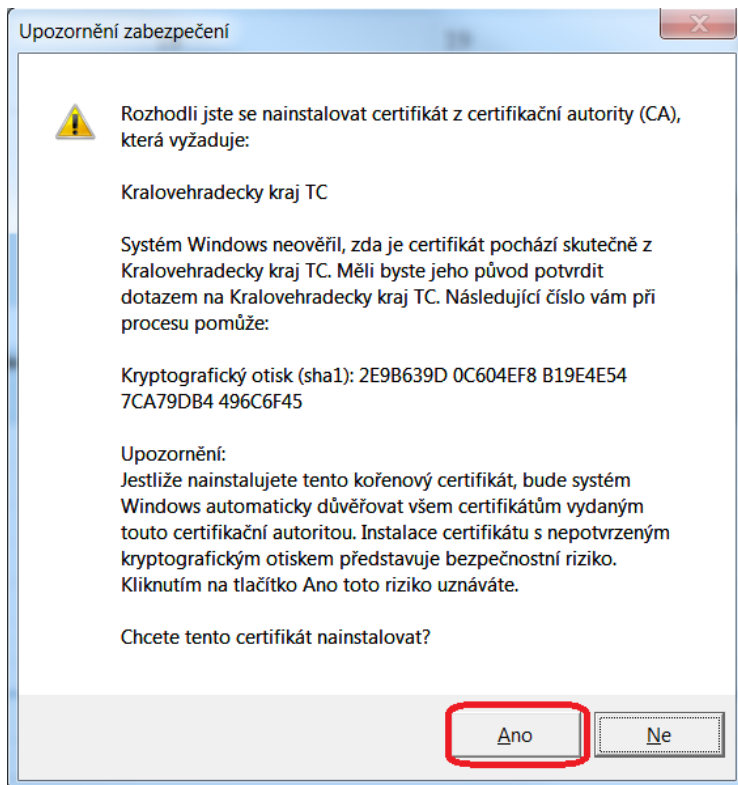 Upozornění zabezpečení
Rozhodli jste se nainstalovat certifikát z certifikační autority (CA),
která vyžaduje:
Kralovehradecky kraj TC
Systém Windows neověřil, zda je certifikát pochází skutečně z
Kralovehradecky kraj TC. Měli byste jeho původ potvrdit
dotazem na Kralovehradecky kraj TC. Následující číslo vám při
procesu pomůže:
Kryptografický otisk (sha1): 2E9B639D 0C604EF8 B19E4E54
7CA79DB4 496C6F45
Upozornění:
Jestliže nainstalujete tento kořenový certifikát, bude systém
Windows automaticky důvěřovat všem certifikátům vydaným
touto certifikační autoritou. Instalace certifikátu s nepotvrzeným
kryptografickým otiskem představuje bezpečnostní riziko.
Kliknutím na tlačítko Ano toto riziko uznáváte.
Chcete tento certifikát nainstalovat?
Ano
Ne